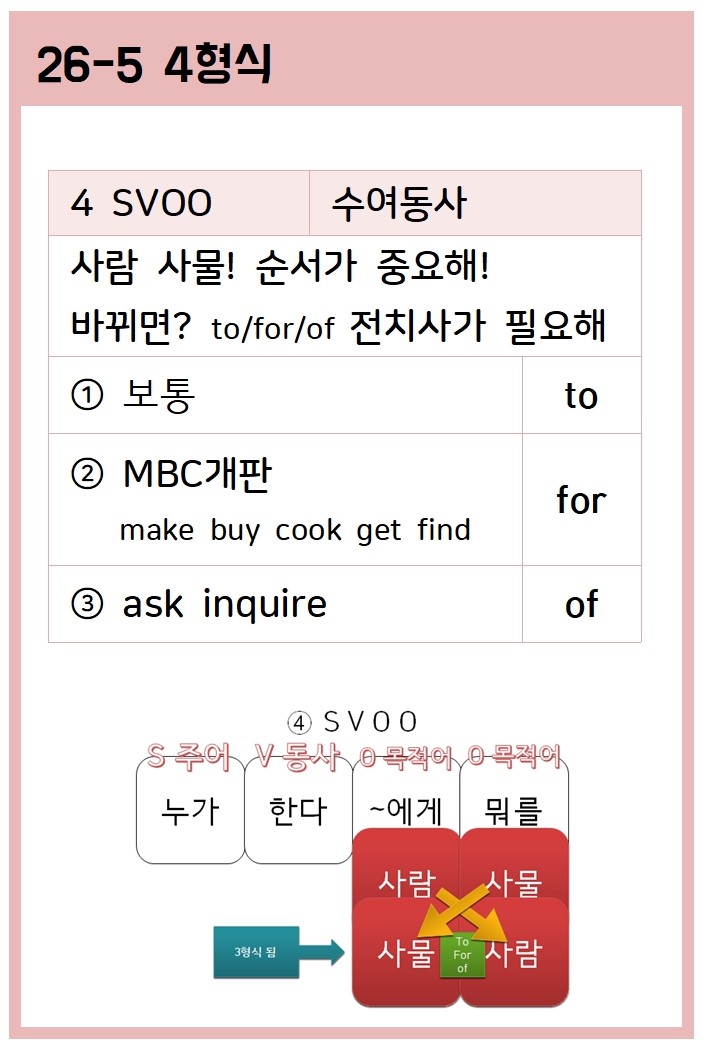 26-5 4형식
4 SVOO 수여동사
사람 사물! 순서가 중요해!
바뀌면? to/for/of 전치사가 필요해
① 보통 to
② MBC개판
for
make buy cook get find
③ ask inquire of
④ S V O O
S 주어 V 동사 O 목적어 O 목적어
누가 한다 ~에게 뭐를
사람 사물
3형식 됨 사물 To 사람
For
of